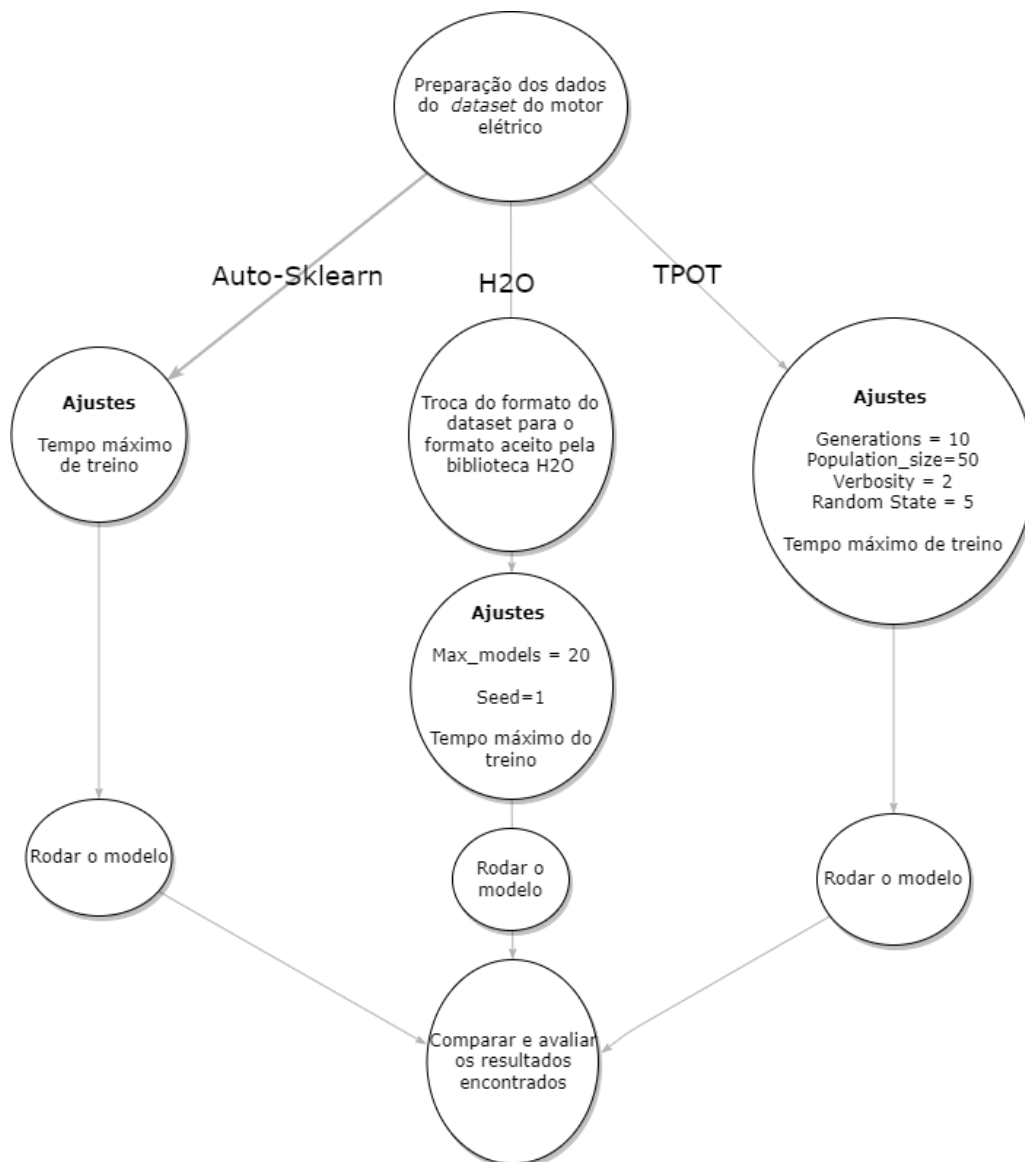 Preparação dos dados
do dataset do motor
elétrico
Auto-Sklearn
H2O
TPOT
Ajustes
Tempo máximo
de treino
Troca do formato do
dataset para o
formato aceito pela
biblioteca H2O
Ajustes
Generations = 10
Population_size=50
Verbosity = 2
Random State = 5
Tempo máximo de treino
Ajustes
Max_models = 20
Seed=1
Tempo máximo do
treino
Rodar o modelo
Rodar o
modelo
Rodar o modelo
Comparar e avaliar
os resultados
encontrados